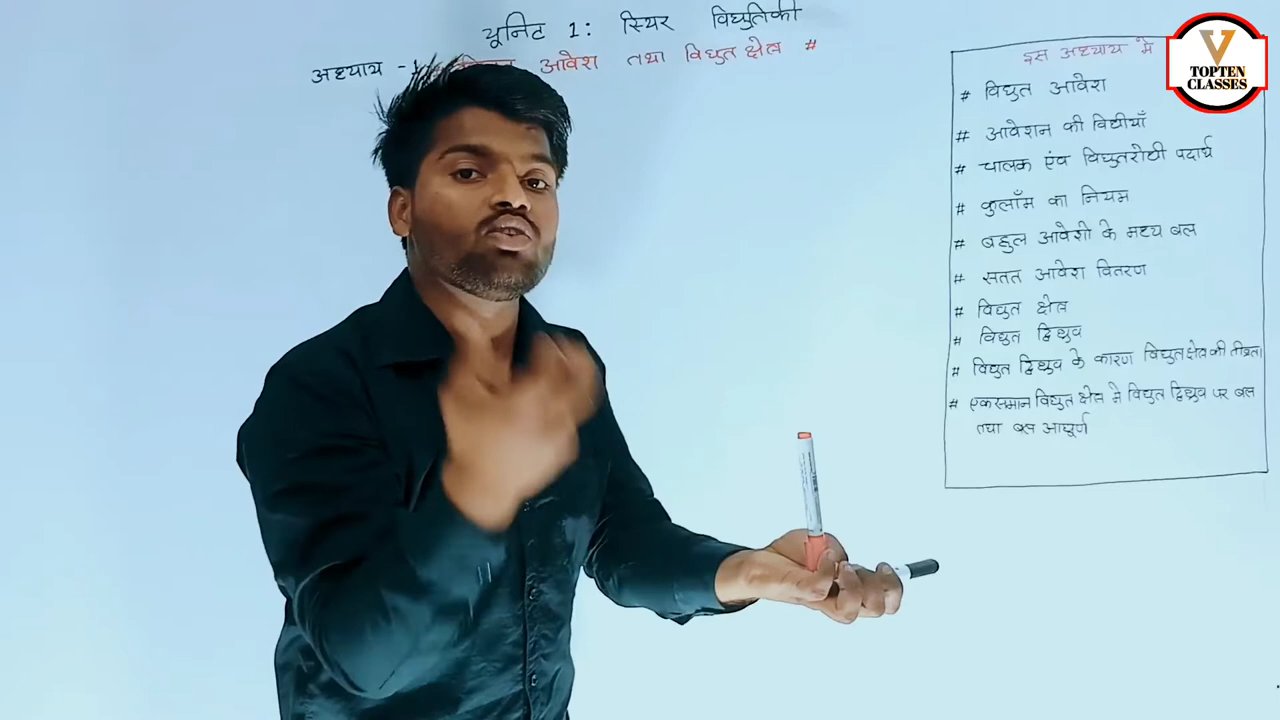 यूनिट 1: स्थिर विद्युतिकी
अध्याय - आवेश तथा विद्युत क्षेत्र #
इस अध्याय में
# विद्युत आवेश
# आवेशन की विधीयाँ
# चालक एंव विद्युतरोधी पदार्थ
# कुलाँम का नियम
# बहुल आवेशों के मध्य बल
# सतत आवेश वितरण
# विद्युत क्षेत्र
# विद्युत द्विध्रुव
# विद्युत द्विध्रुव के कारण विद्युत क्षेत्र की तीव्रता
# एकसमान विद्युत क्षेत्र में विद्युत द्विध्रुव पर बल
तथा बल आघूर्ण
V
TOPTEN
CLASSES